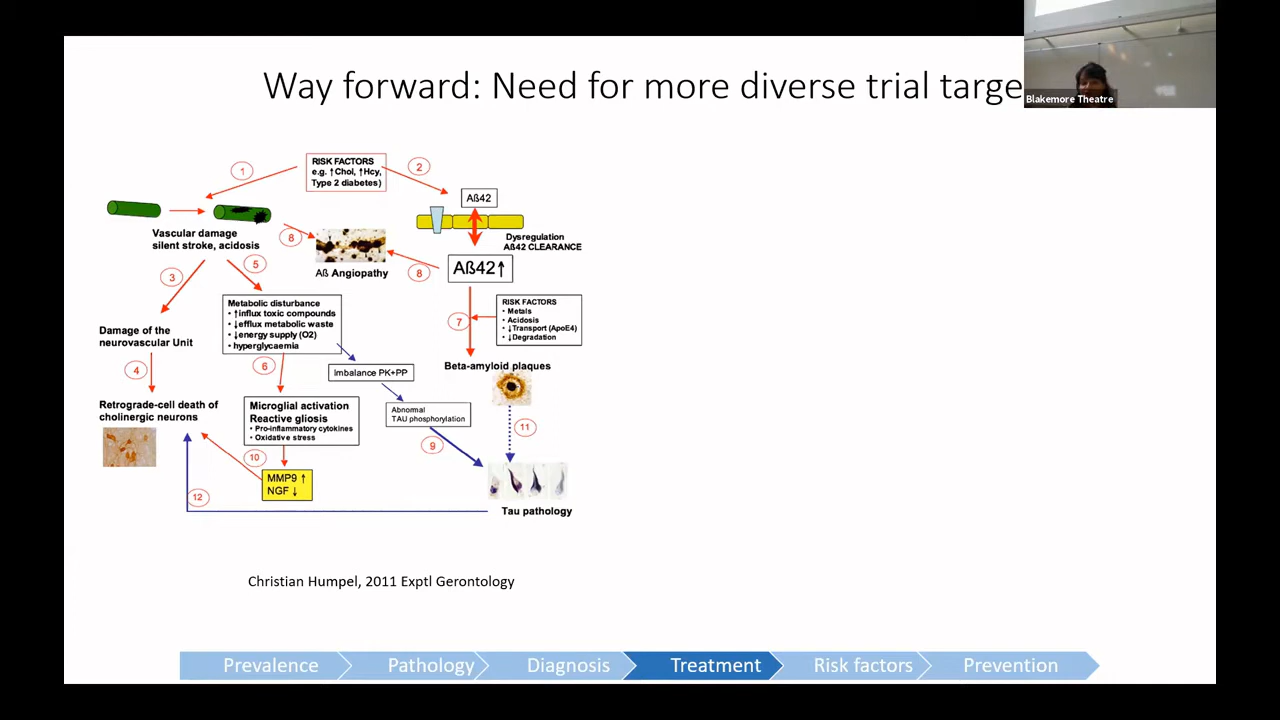 Way forward: Need for more diverse trial targe
Blakemore Theatre
RISK FACTORS
e.g. ↑Chol, ↑Hcy,
Type 2 diabetes)
1
2
Aß42
Vascular damage
silent stroke, acidosis
8
Dysregulation
Aß42 CLEARANCE
Aß Angiopathy
8
Aß42↑
3
5
Metabolic disturbance
• ↑influx toxic compounds
• ↓efflux metabolic waste
• ↓energy supply (O2)
• hyperglycaemia
RISK FACTORS
• Metals
• Acidosis
• ↓Transport (ApoE4)
• ↓Degradation
7
Damage of the
neurovascular Unit
4
6
Imbalance PK+PP
Beta-amyloid plaques
Retrograde-cell death of
cholinergic neurons
Microglial activation
Reactive gliosis
• Pro-inflammatory cytokines
• Oxidative stress
Abnormal
TAU phosphorylation
9
11
10
MMP9 ↑
NGF ↓
12
Tau pathology
Christian Humpel, 2011 Exptl Gerontology
Prevalence
Pathology
Diagnosis
Treatment
Risk factors
Prevention